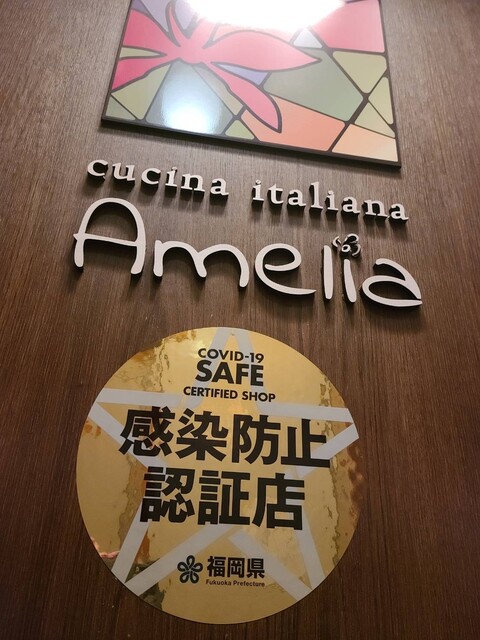 cucina italiana
Amelia
COVID-19
SAFE
CERTIFIED SHOP
感染防止
認証店
福岡県
Fukuoka Prefecture